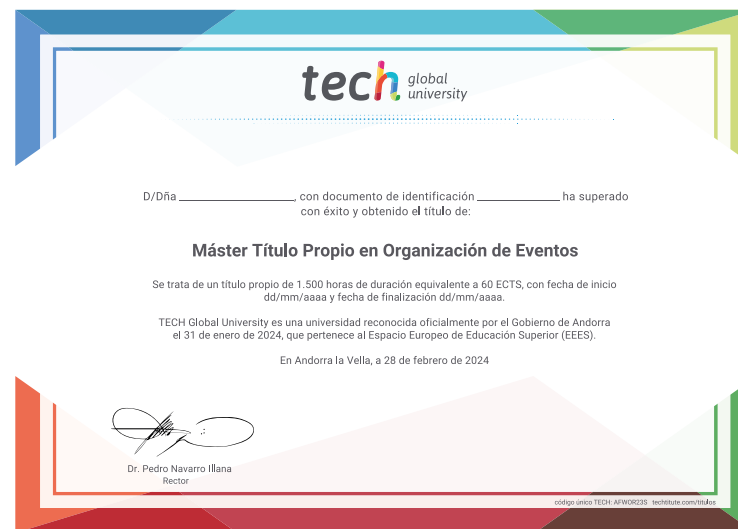 tech global university
D/Dña ____________, con documento de identificación ____________ ha superado
con éxito y obtenido el título de:
Máster Título Propio en Organización de Eventos
Se trata de un título propio de 1.500 horas de duración equivalente a 60 ECTS, con fecha de inicio
dd/mm/aaaa y fecha de finalización dd/mm/aaaa.
TECH Global University es una universidad reconocida oficialmente por el Gobierno de Andorra
el 31 de enero de 2024, que pertenece al Espacio Europeo de Educación Superior (EEES).
En Andorra la Vella, a 28 de febrero de 2024
Dr. Pedro Navarro Illana
Rector
código único TECH: AFWOR23S techtitute.com/titulos